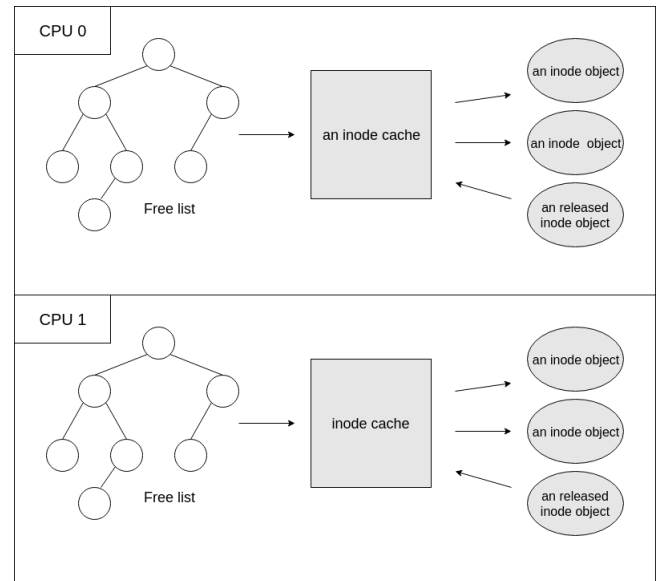 CPU 0
an inode object
an inode cache
an inode object
an released
inode object
Free list
CPU 1
an inode object
inode cache
an inode object
an released
inode object
Free list